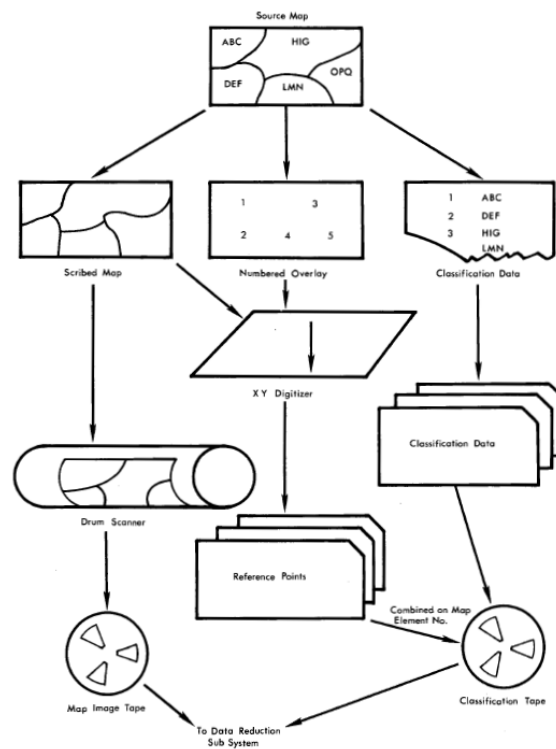 Source Map
ABC
HIG
OPQ
DEF
LMN
1
3
2
4
5
1 ABC
2 DEF
3 HIG
LMN
Scribed Map
Numbered Overlay
Classification Data
XY Digitizer
Classification Data
Drum Scanner
Reference Points
Combined on Map
Element No.
Map Image Tape
Classification Tape
To Data Reduction
Sub System